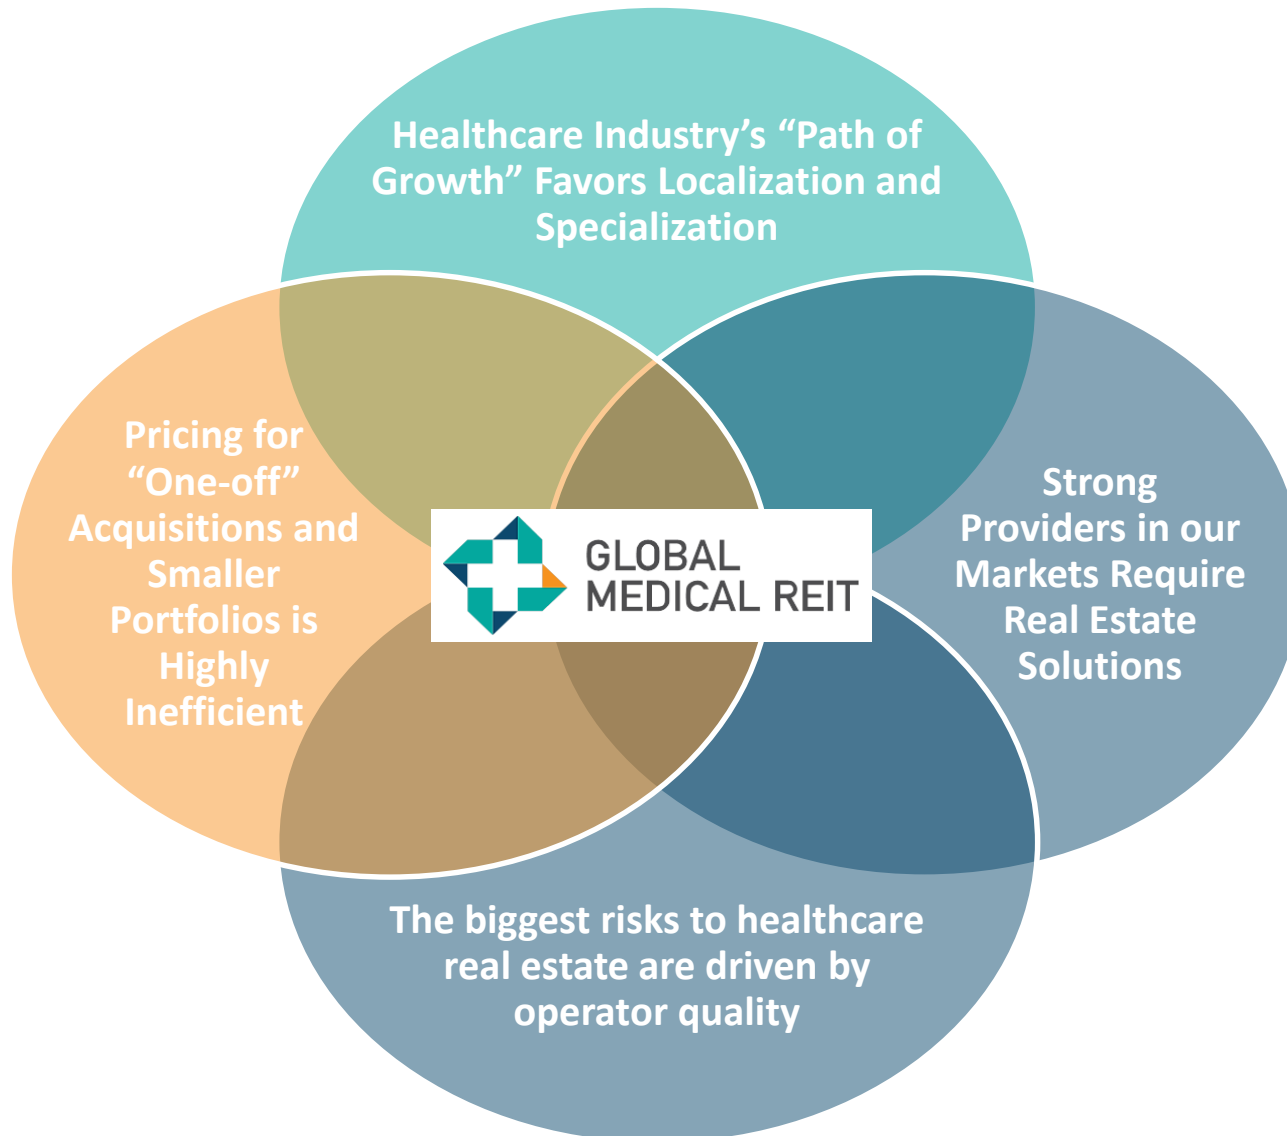 Healthcare Industry’s “Path of
Growth” Favors Localization and
Specialization
Pricing for
“One-off”
Acquisitions and
Smaller
Portfolios is
Highly
Inefficient
GLOBAL
MEDICAL REIT
Strong
Providers in our
Markets Require
Real Estate
Solutions
The biggest risks to healthcare
real estate are driven by
operator quality